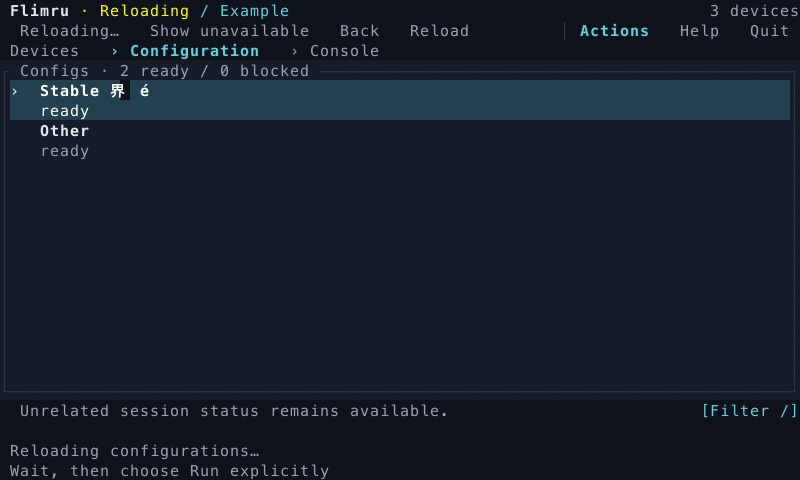 Flimru · Reloading / Example 3 devices
Reloading… Show unavailable Back Reload │ Actions Help Quit
Devices › Configuration › Console
Configs · 2 ready / 0 blocked
› Stable 界 é
ready
Other
ready
Unrelated session status remains available. [Filter /]
Reloading configurations…
Wait, then choose Run explicitly